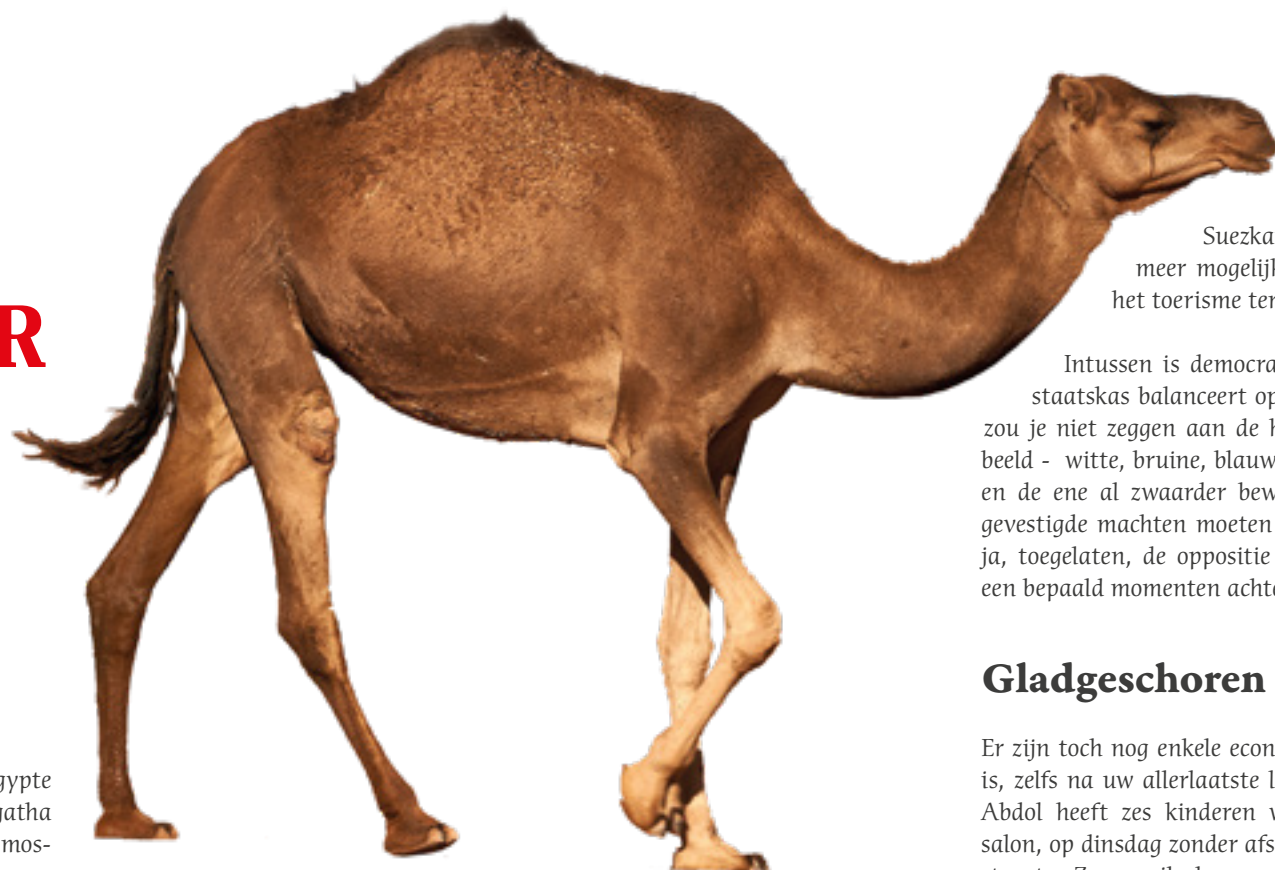 R
gypte
gatha
mos-
Suezka
meer mogelijk
het toerisme ter
Intussen is democra
staatskas balanceert op
zou je niet zeggen aan de h
beeld - witte, bruine, blauw
en de ene al zwaarder bew
gevestigde machten moeten
ja, toegelaten, de oppositie
een bepaald momenten achte
Gladgeschoren
Er zijn toch nog enkele econ
is, zelfs na uw allerlaatste l
Abdol heeft zes kinderen v
salon, op dinsdag zonder afs